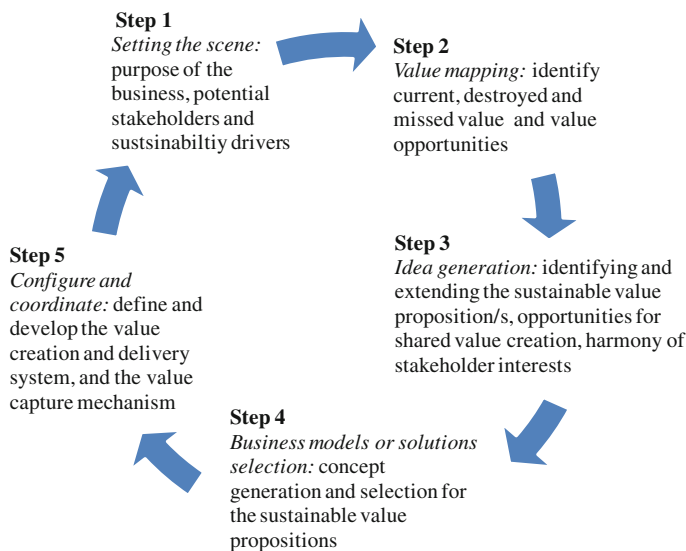 Step 1
Setting the scene:
purpose of the
business, potential
stakeholders and
sustsinabiltiy drivers
Step 2
Value mapping: identify
current, destroyed and
missed value and value
opportunities
Step 3
Idea generation: identifying and
extending the sustainable value
proposition/s, opportunities for
shared value creation, harmony of
stakeholder interests
Step 4
Business models or solutions
selection: concept
generation and selection for
the sustainable value
propositions
Step 5
Configure and
coordinate: define and
develop the value
creation and delivery
system, and the value
capture mechanism